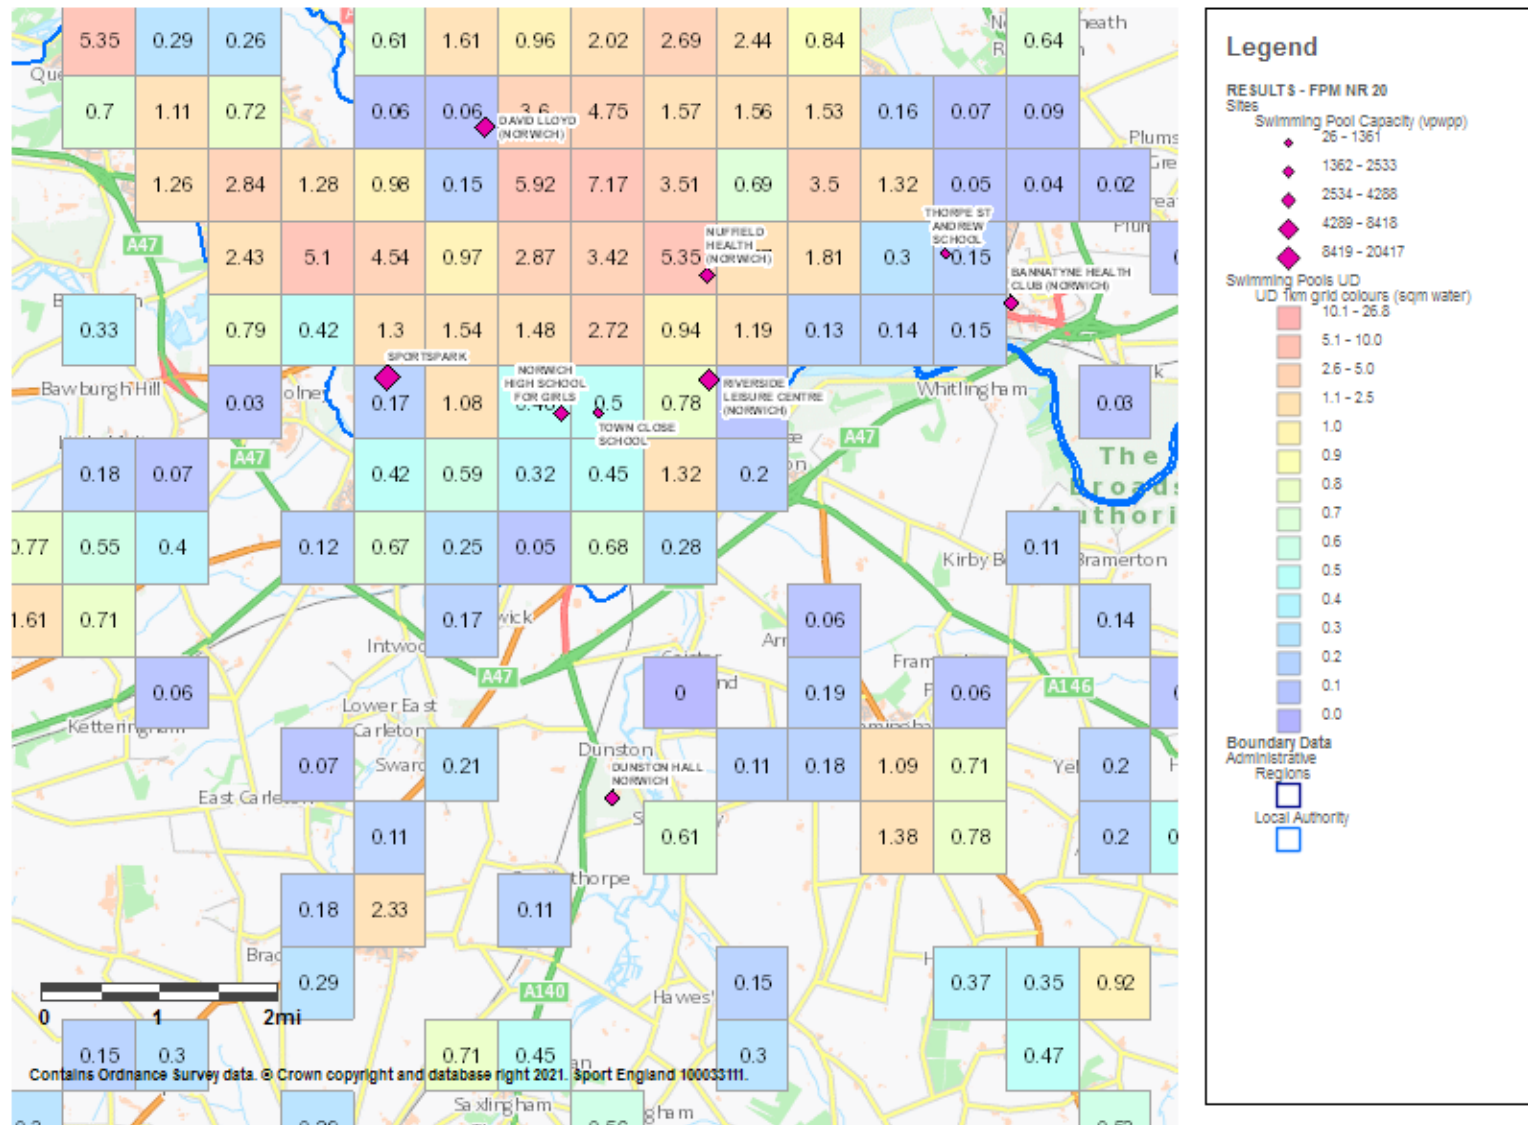 5.35 0.29 0.26 0.61 1.61 0.96 2.02 2.69 2.44 0.84 0.64
0.7 1.11 0.72 0.06 0.06 3.6 4.75 1.57 1.56 1.53 0.16 0.07 0.09
DAVID LLOYD
(NORWICH)
1.26 2.84 1.28 0.98 0.15 5.92 7.17 3.51 0.69 3.5 1.32 0.05 0.04 0.02
THORPE ST
ANDREW
SCHOOL
NUFFIELD
HEALTH
(NORWICH)
A47
2.43 5.1 4.54 0.97 2.87 3.42 5.35 1.81 0.3 0.15
BANNATYNE HEALTH
CLUB (NORWICH)
0.33 0.79 0.42 1.3 1.54 1.48 2.72 0.94 1.19 0.13 0.14 0.15
SPORTSPARK
NORWICH
HIGH SCHOOL
FOR GIRLS
RIVERSIDE
LEISURE CENTRE
(NORWICH)
Bawburgh Hill
Whitlingham
0.03 0.17 1.08 0.5 0.78 0.03
TOWN CLOSE
SCHOOL
A47
A47
The
Broads
Authori
0.18 0.07 0.42 0.59 0.32 0.45 1.32 0.2
0.77 0.55 0.4 0.12 0.67 0.25 0.05 0.68 0.28 0.11
Kirby B
Bramerton
1.61 0.71 0.17 0.06 0.14
wick
Intwoo
A47
A146
0.06 0 0.19 0.06
Ketteringham
Lower East
Carleton
Dunston
0.07 0.21 0.11 0.18 1.09 0.71 0.2
DUNSTON HALL
NORWICH
East Carleton
0.11 0.61 1.38 0.78 0.2
thorpe
0.18 2.33 0.11
0.29 0.15 0.37 0.35 0.92
A140
Hawes'
0 1 2mi
0.15 0.3 0.71 0.45 0.3 0.47
Contains Ordnance Survey data. © Crown copyright and database right 2021. Sport England 100033111.
Saxlingham
gham
Legend
RESULTS - FPM NR 20
Sites
Swimming Pool Capacity (vpwpp)
26 - 1361
1362 - 2533
2534 - 4288
4289 - 8418
8419 - 20417
Swimming Pools UD
UD 1km grid colours (sqm water)
10.1 - 26.8
5.1 - 10.0
2.6 - 5.0
1.1 - 2.5
1.0
0.9
0.8
0.7
0.6
0.5
0.4
0.3
0.2
0.1
0.0
Boundary Data
Administrative
Regions
Local Authority